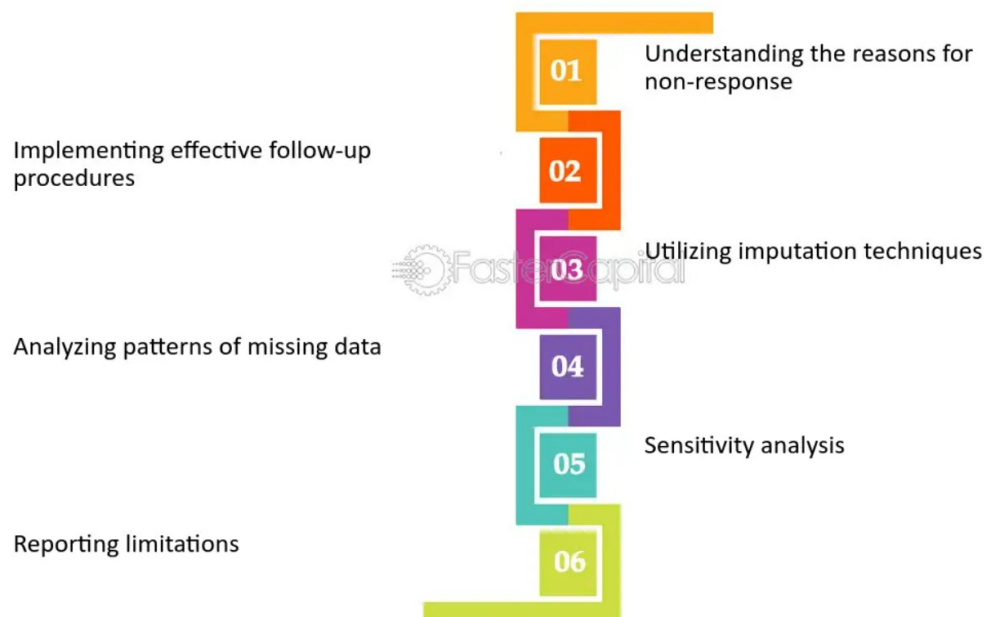 01
Understanding the reasons for
non-response
Implementing effective follow-up
procedures
02
Utilizing imputation techniques
03
FasterCapital
Analyzing patterns of missing data
04
Sensitivity analysis
05
Reporting limitations
06